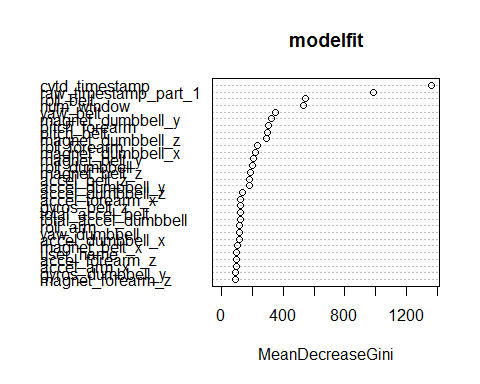 modelfit
cvtd_timestamp
raw_timestamp_part_1
roll_belt
num_window
yaw_belt
magnet_dumbbell_y
pitch_forearm
pitch_belt
magnet_dumbbell_z
roll_forearm
magnet_dumbbell_x
magnet_belt_y
roll_dumbbell
magnet_belt_z
accel_belt_z
accel_dumbbell_y
accel_dumbbell_z
accel_forearm_x
gyros_belt_z
total_accel_belt
total_accel_dumbbell
roll_arm
yaw_dumbbell
accel_dumbbell_x
magnet_belt_x
user_name
accel_forearm_z
accel_arm_x
gyros_dumbbell_y
magnet_forearm_z
0 400 800 1200
MeanDecreaseGini